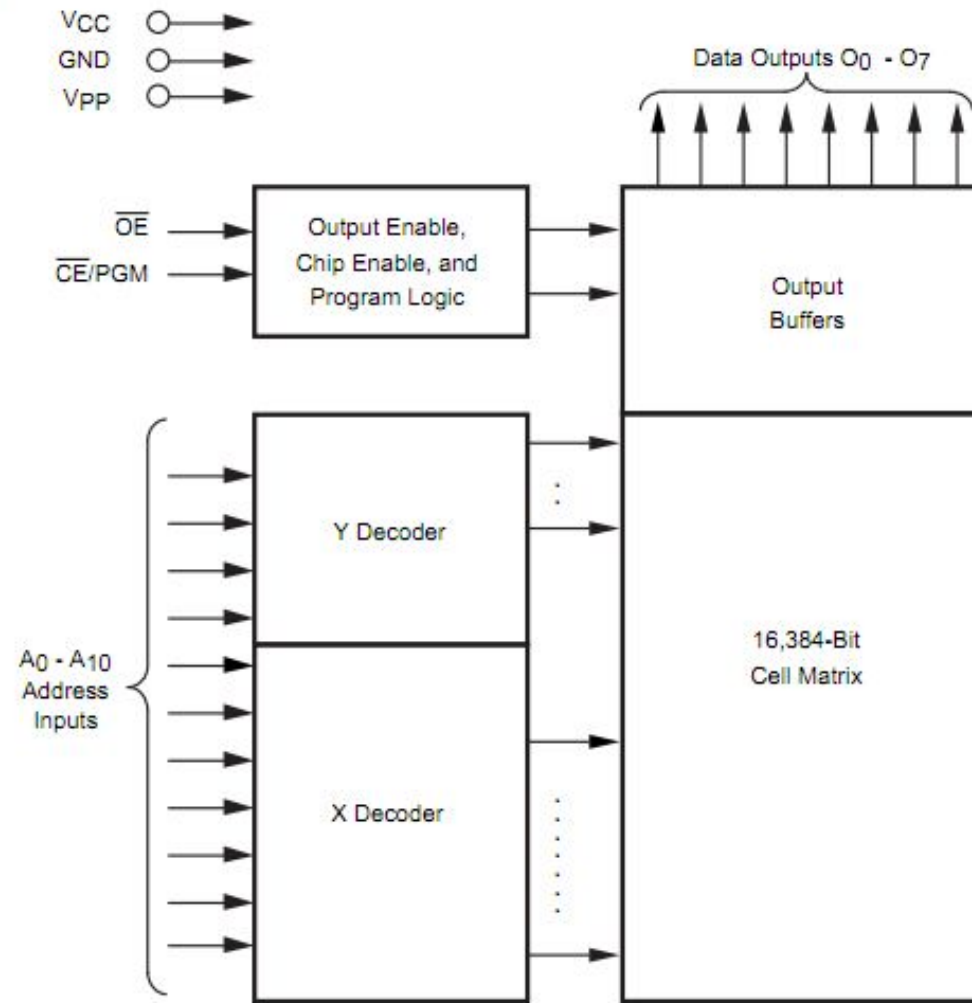 VCC
GND
VPP
Data Outputs O0 - O7
OE
CE/PGM
Output Enable,
Chip Enable, and
Program Logic
Output
Buffers
Y Decoder
A0 - A10
Address
Inputs
16,384-Bit
Cell Matrix
X Decoder